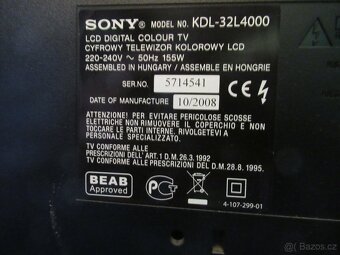 SONY MODEL NO. KDL-32L4000
LCD DIGITAL COLOUR TV
CYFROWY TELEWIZOR KOLOROWY LCD
220-240V ~ 50Hz 155W
ASSEMBLED IN HUNGARY / ASSEMBLE EN HONGRIE
SER.NO. 5714541
DATE OF MANUFACTURE 10/2008
CE
ATTENZIONE! PER EVITARE PERICOLOSE SCOSSE
ELETTRICHE NON RIMUOVERE IL COPERCHIO E NON
TOCCARE LE PARTI INTERNE. RIVOLGETEVI A
PERSONALE SPECIALIZZATO.
TV CONFORME ALLE
PRESCRIZIONI DELL'ART.1 D.M.26.3.1992
TV CONFORME ALLE
PRESCRIZIONI DEL D.M.28.8.1995.
BEAB
Approved
4-107-299-01
Bazos.cz